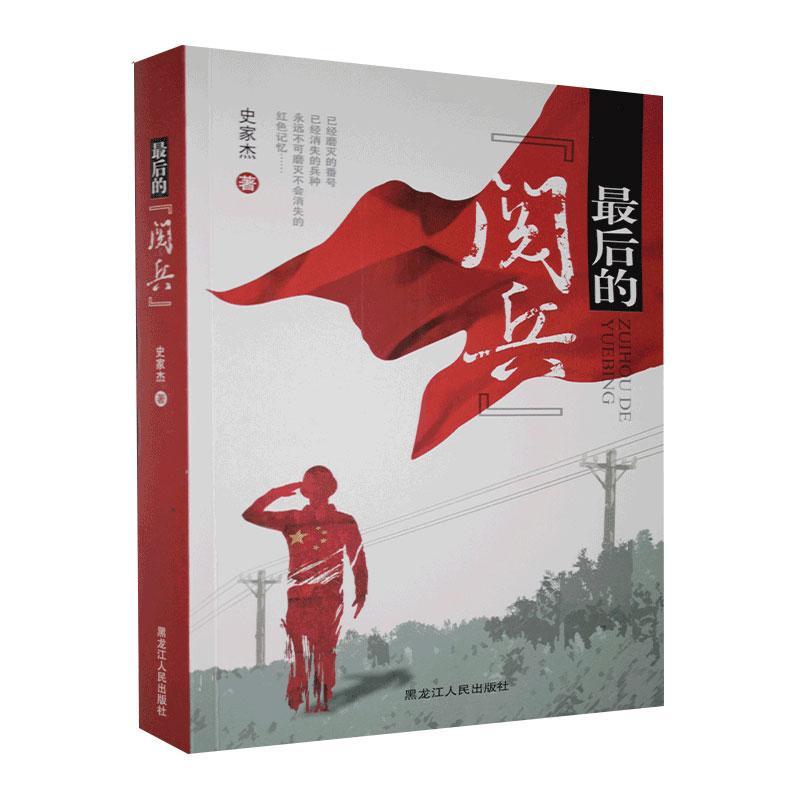 最后的
『阅兵』
史家杰
著
黑龙江人民出版社
最后的
『阅兵』
ZUIHOU DE
YUEBING
已经磨灭的番号
已经消失的兵种
永远不可磨灭不会消失的
红色记忆……
史家杰
著
黑龙江人民出版社